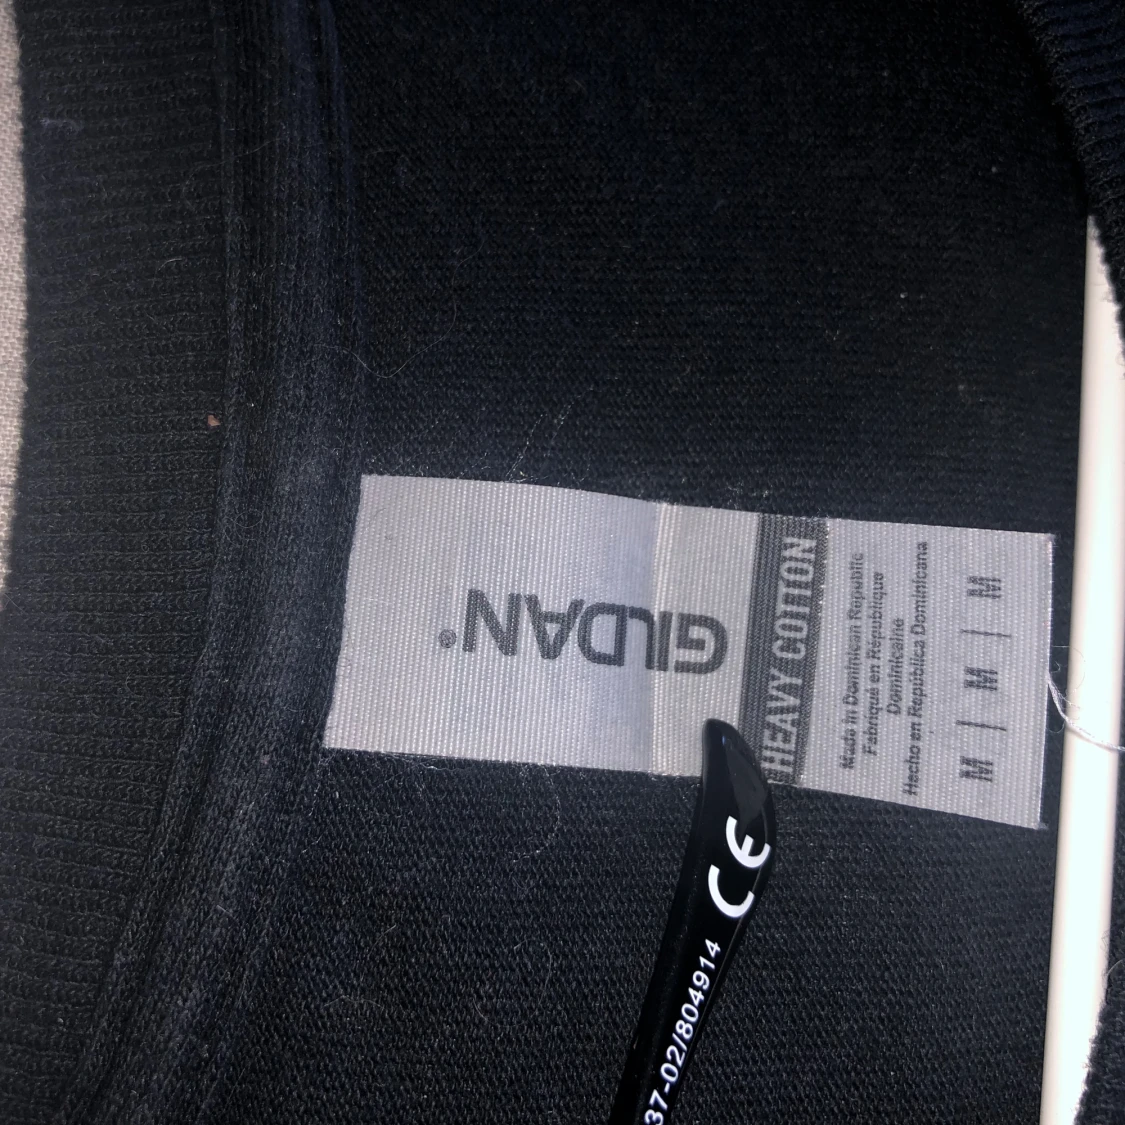 GILDAN®
HEAVY COTTON
Made in Dominican Republic
Fabriqué en République
Dominicaine
Hecho en República Dominicana
M | M | M
37-02/804914 CE